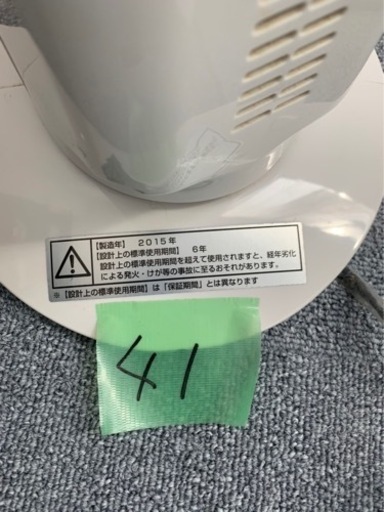 【製造年】 2015年
【設計上の標準使用期間】 6年
設計上の標準使用期間を超えて使用されますと、経年劣化
による発火・けが等の事故に至るおそれがあります。
※【設計上の標準使用期間】は「保証期間」とは異なります
41